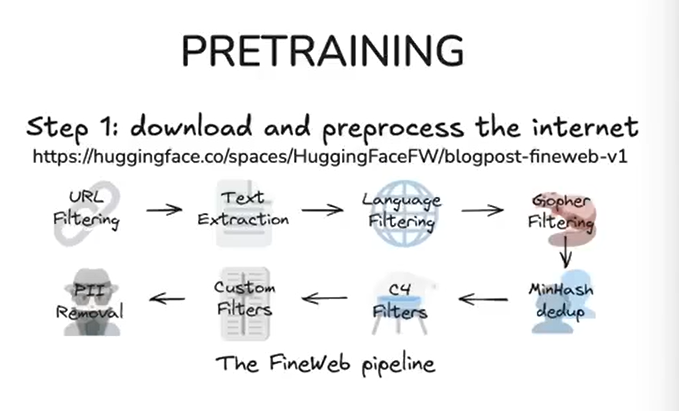 PRETRAINING
Step 1: download and preprocess the internet
https://huggingface.co/spaces/HuggingFaceFW/blogpost-fineweb-v1
URL
Filtering
Text
Extraction
Language
Filtering
Gopher
Filtering
MinHash
dedup
C4
Filters
Custom
Filters
PII
Removal
The FineWeb pipeline